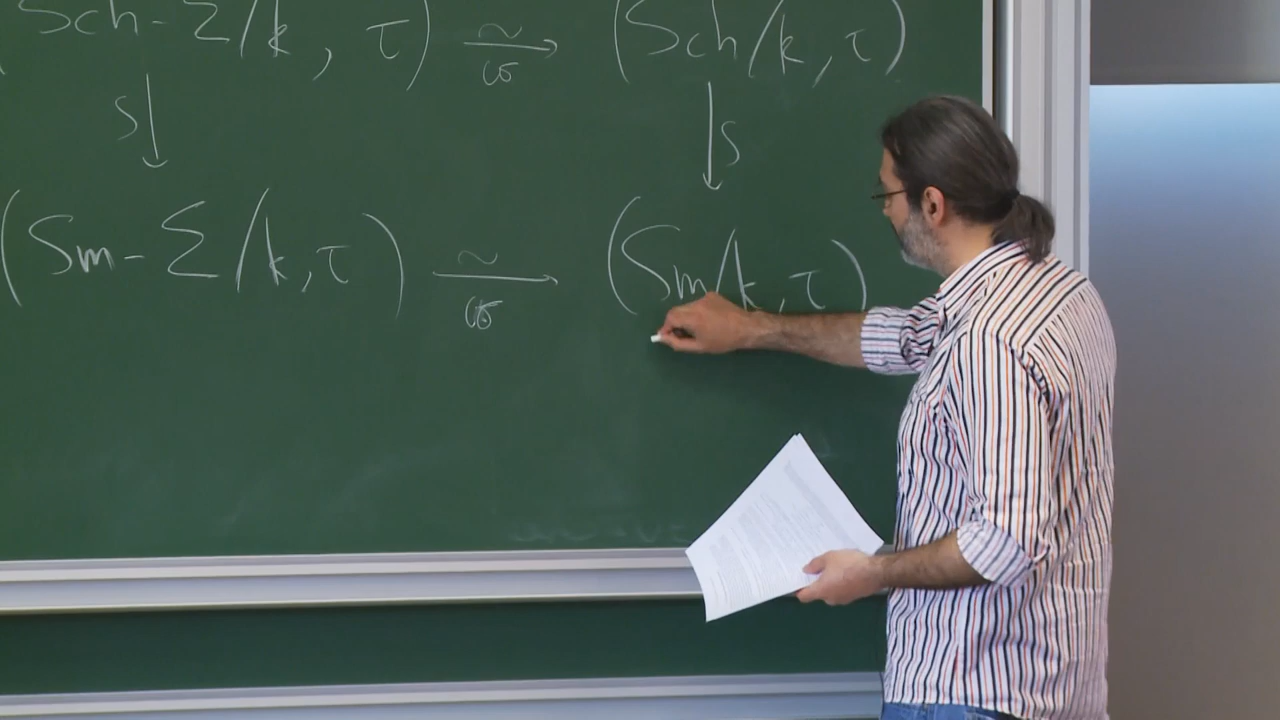 Sch-Σ/k, τ) ~→ (Sch/k, τ)
ϖ
s↓ ↓s
(Sm-Σ/k, τ) ~→ (Sm/k, τ)
ϖ